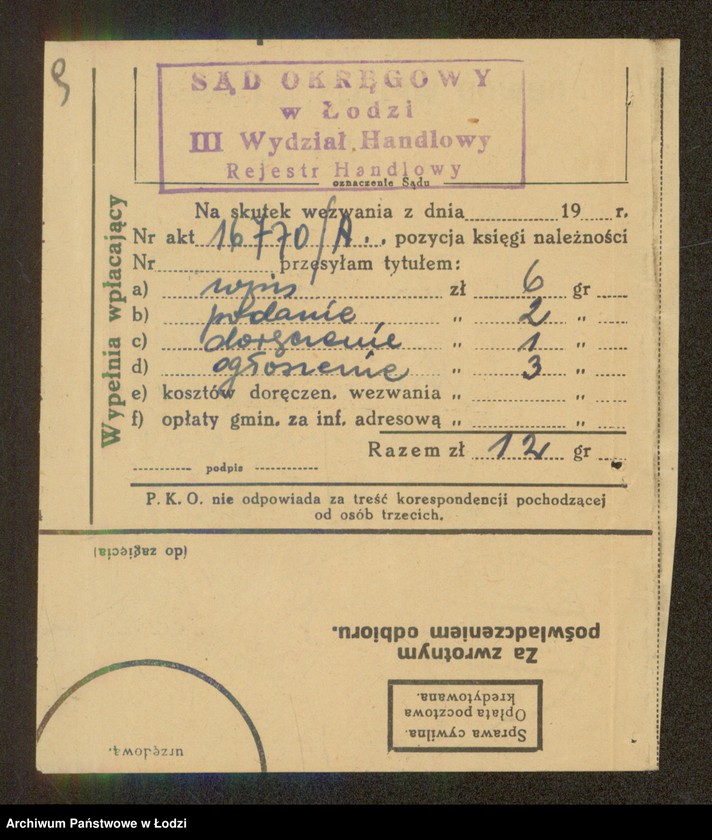 9
SĄD OKRĘGOWY
w Łodzi
III Wydział Handlowy
Rejestr Handlowy
oznaczenie Sądu
Wypełnia wpłacający
Na skutek wezwania z dnia 19 r.
Nr akt 16770/A., pozycja księgi należności
Nr przesyłam tytułem:
a) wpis zł 6 gr
b) podanie „ 2 „
c) doręczenie „ 1 „
d) ogłoszenie „ 3 „
e) kosztów doręczen. wezwania „ „
f) opłaty gmin. za inf. adresową „ „
Razem zł 12 gr
podpis
P. K. O. nie odpowiada za treść korespondencji pochodzącej
od osób trzecich.
(do zagięcia)
Za zwrotnym
poświadczeniem odbioru.
Sprawa cywilna.
Opłata pocztowa
kredytowana.
urzędową.
Archiwum Państwowe w Łodzi